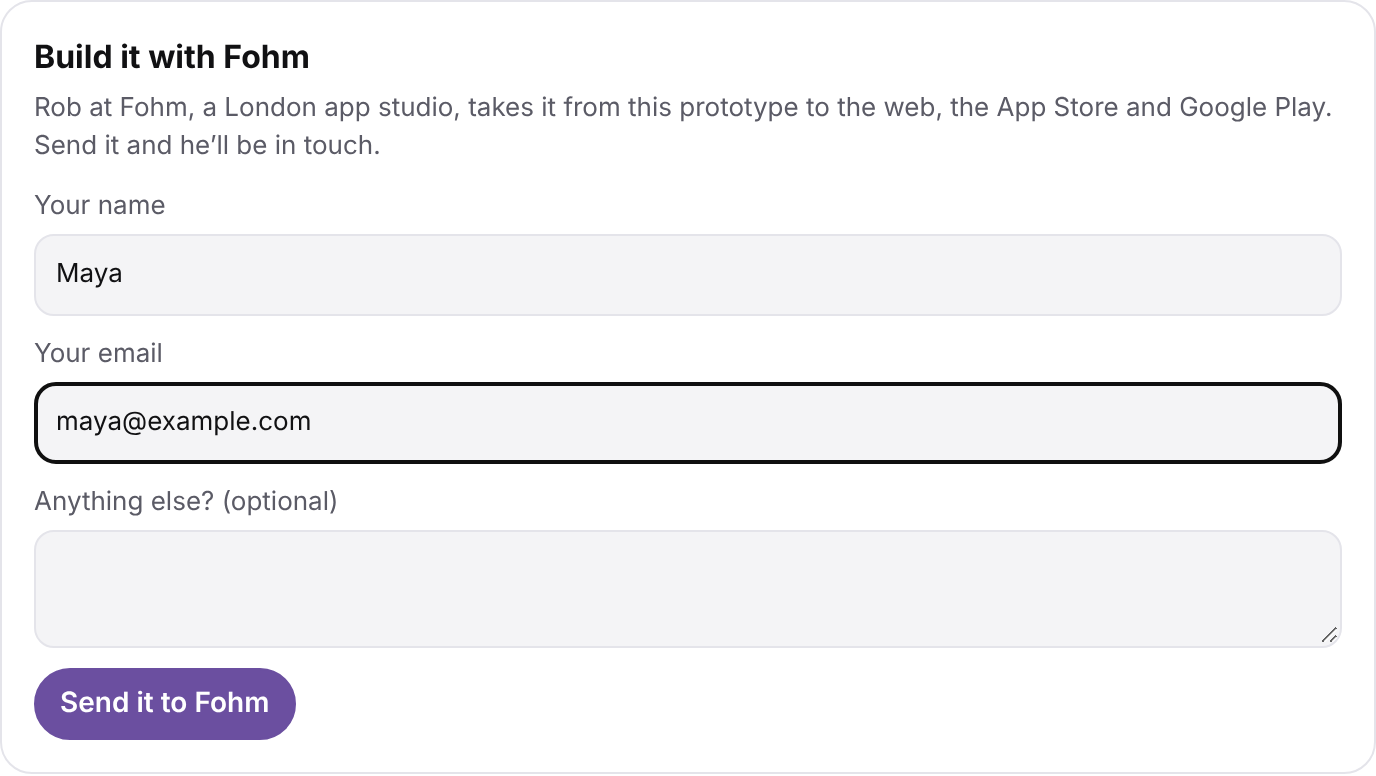 Build it with Fohm
Rob at Fohm, a London app studio, takes it from this prototype to the web, the App Store and Google Play.
Send it and he’ll be in touch.
Your name
Maya
Your email
maya@example.com
Anything else? (optional)
Send it to Fohm